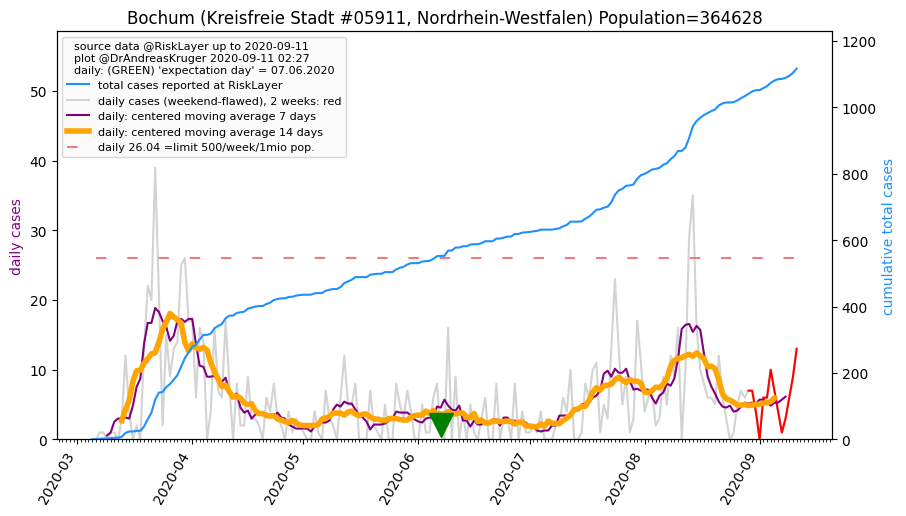 Bochum (Kreisfreie Stadt #05911, Nordrhein-Westfalen) Population=364628
source data @RiskLayer up to 2020-09-11
plot @DrAndreasKruger 2020-09-11 02:27
daily: (GREEN) 'expectation day' = 07.06.2020
total cases reported at RiskLayer
daily cases (weekend-flawed), 2 weeks: red
daily: centered moving average 7 days
daily: centered moving average 14 days
daily 26.04 =limit 500/week/1mio pop.
daily cases
50
40
30
20
10
0
cumulative total cases
1200
1000
800
600
400
200
0
2020-03
2020-04
2020-05
2020-06
2020-07
2020-08
2020-09